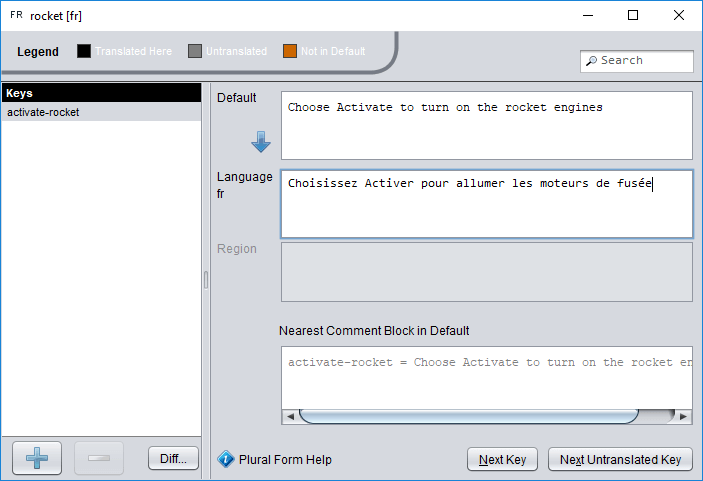 FR rocket [fr]
Legend Translated Here Untranslated Not in Default
Search
Keys
activate-rocket
Default
Choose Activate to turn on the rocket engines
Language
fr
Choisissez Activer pour allumer les moteurs de fusée
Region
Nearest Comment Block in Default
activate-rocket = Choose Activate to turn on the rocket en
Diff...
Plural Form Help
Next Key
Next Untranslated Key